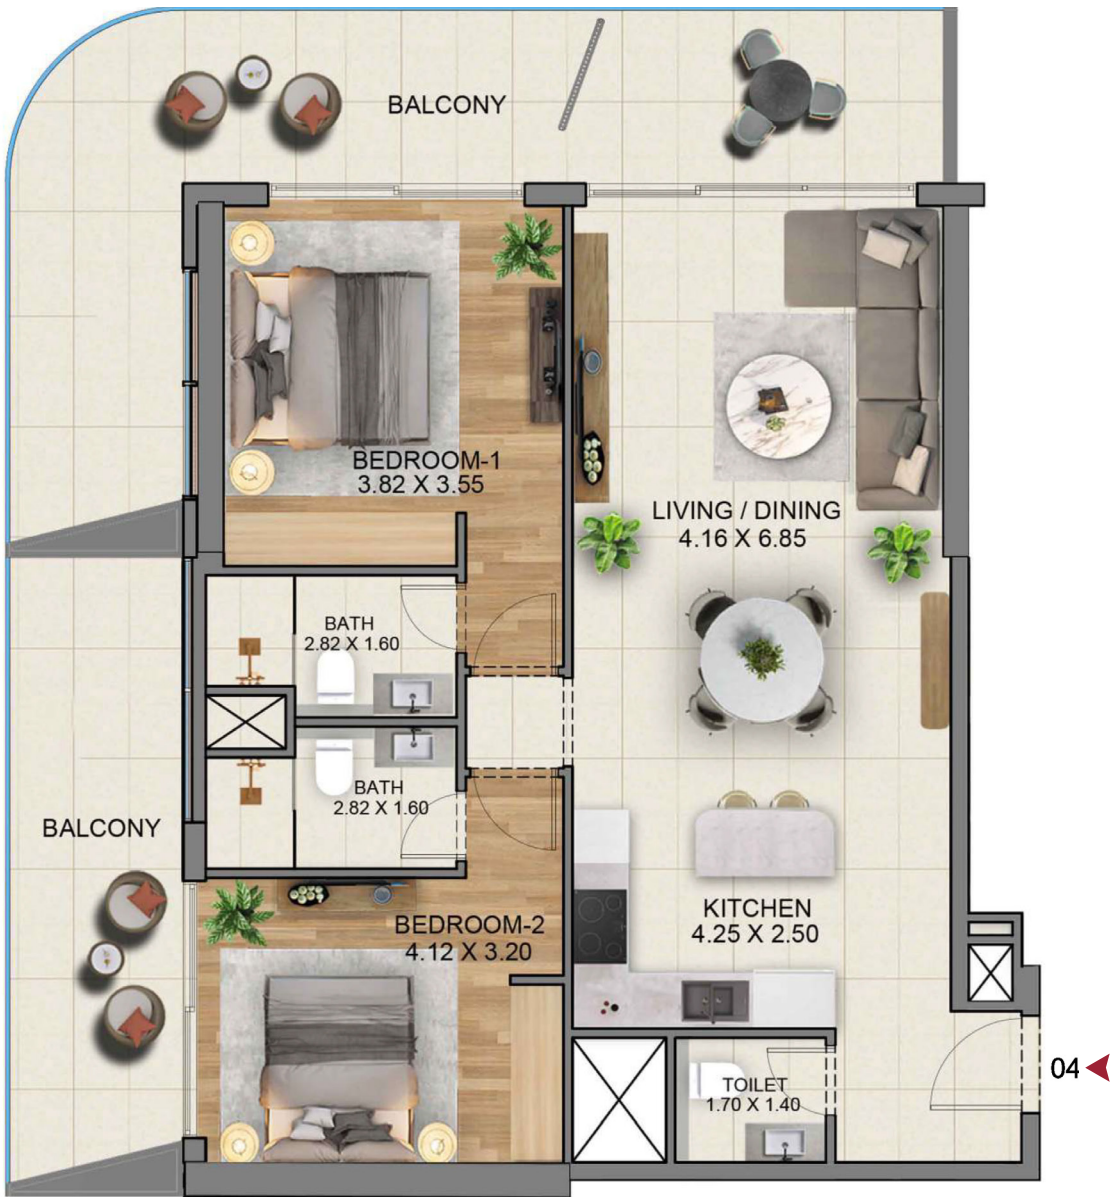 BALCONY
BEDROOM-1
3.82 X 3.55
LIVING / DINING
4.16 X 6.85
BATH
2.82 X 1.60
BATH
2.82 X 1.60
BALCONY
KITCHEN
4.25 X 2.50
BEDROOM-2
4.12 X 3.20
04
TOILET
1.70 X 1.40